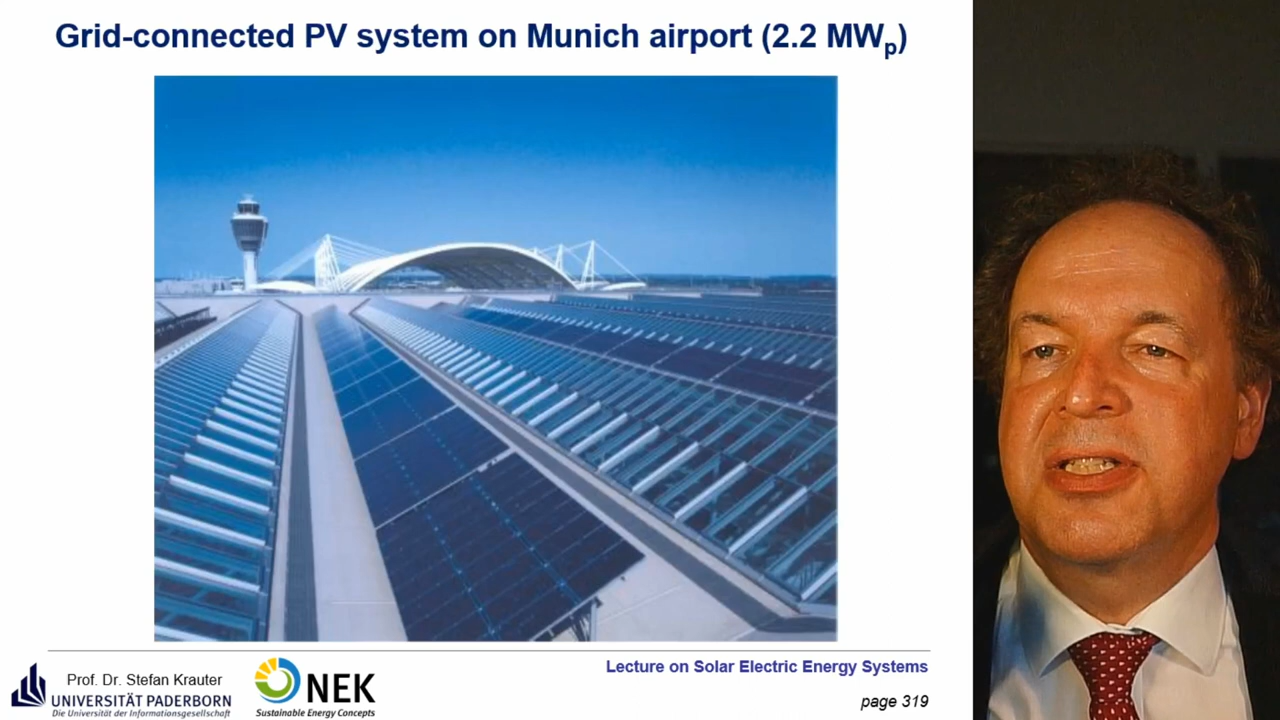 Grid-connected PV system on Munich airport (2.2 MWp)
Prof. Dr. Stefan Krauter
UNIVERSITÄT PADERBORN
Die Universität der Informationsgesellschaft
NEK
Sustainable Energy Concepts
Lecture on Solar Electric Energy Systems
page 319